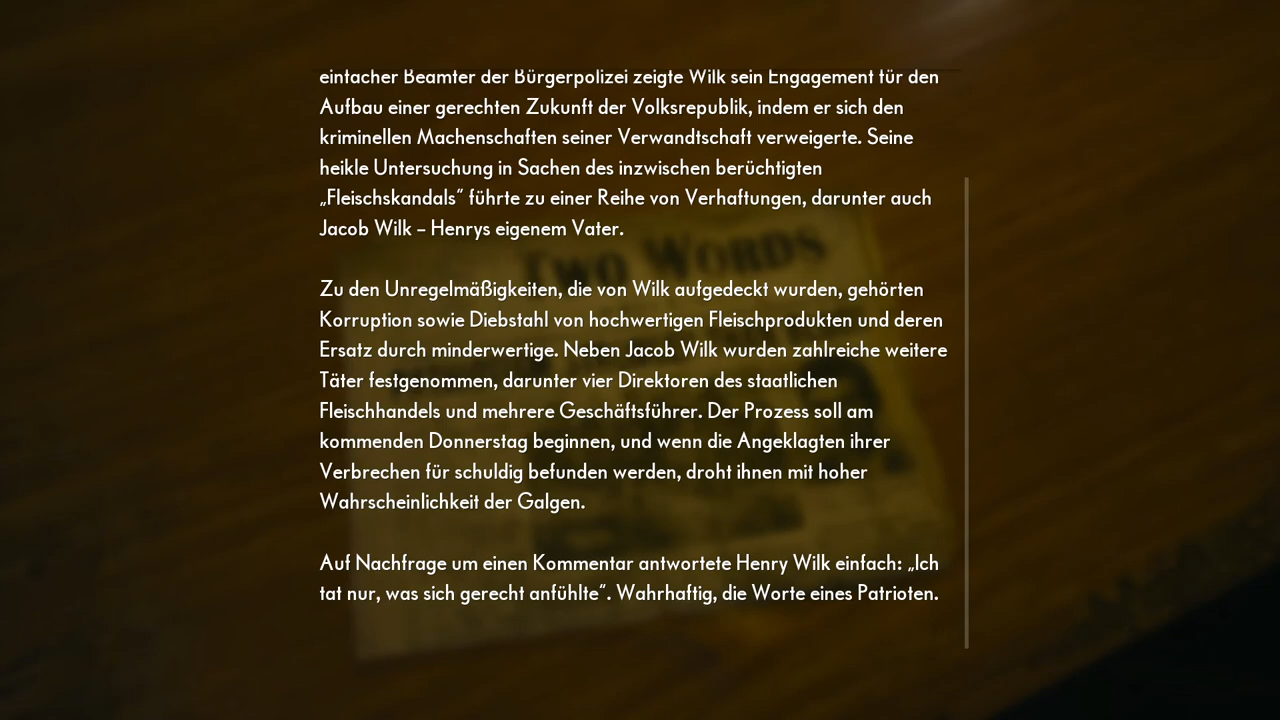 einfacher Beamter der Bürgerpolizei zeigte Wilk sein Engagement für den
Aufbau einer gerechten Zukunft der Volksrepublik, indem er sich den
kriminellen Machenschaften seiner Verwandtschaft verweigerte. Seine
heikle Untersuchung in Sachen des inzwischen berüchtigten
„Fleischskandals“ führte zu einer Reihe von Verhaftungen, darunter auch
Jacob Wilk – Henrys eigenem Vater.
TWO WORDS
Zu den Unregelmäßigkeiten, die von Wilk aufgedeckt wurden, gehörten
Korruption sowie Diebstahl von hochwertigen Fleischprodukten und deren
Ersatz durch minderwertige. Neben Jacob Wilk wurden zahlreiche weitere
Täter festgenommen, darunter vier Direktoren des staatlichen
Fleischhandels und mehrere Geschäftsführer. Der Prozess soll am
kommenden Donnerstag beginnen, und wenn die Angeklagten ihrer
Verbrechen für schuldig befunden werden, droht ihnen mit hoher
Wahrscheinlichkeit der Galgen.
Auf Nachfrage um einen Kommentar antwortete Henry Wilk einfach: „Ich
tat nur, was sich gerecht anfühlte“. Wahrhaftig, die Worte eines Patrioten.